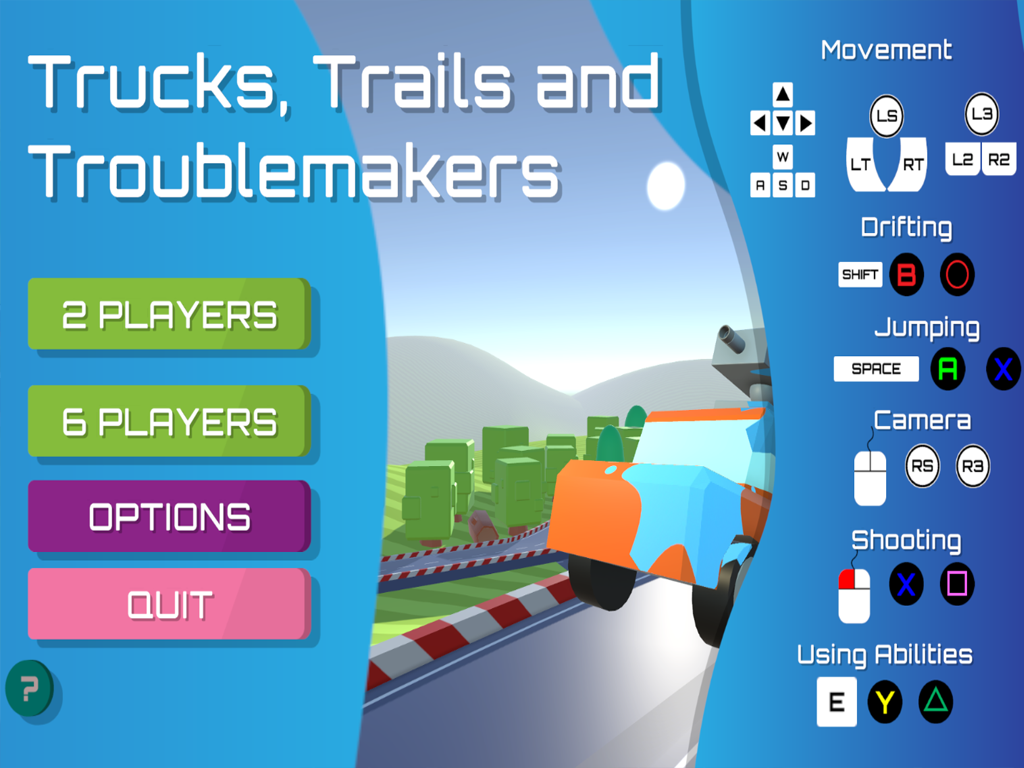 Trucks, Trails and
Troublemakers
2 PLAYERS
6 PLAYERS
OPTIONS
QUIT
?
Movement
LS
L3
LT
RT
L2
R2
W
A
S
D
Drifting
SHIFT
B
Jumping
SPACE
A
X
Camera
RS
R3
Shooting
X
Using Abilities
E
Y